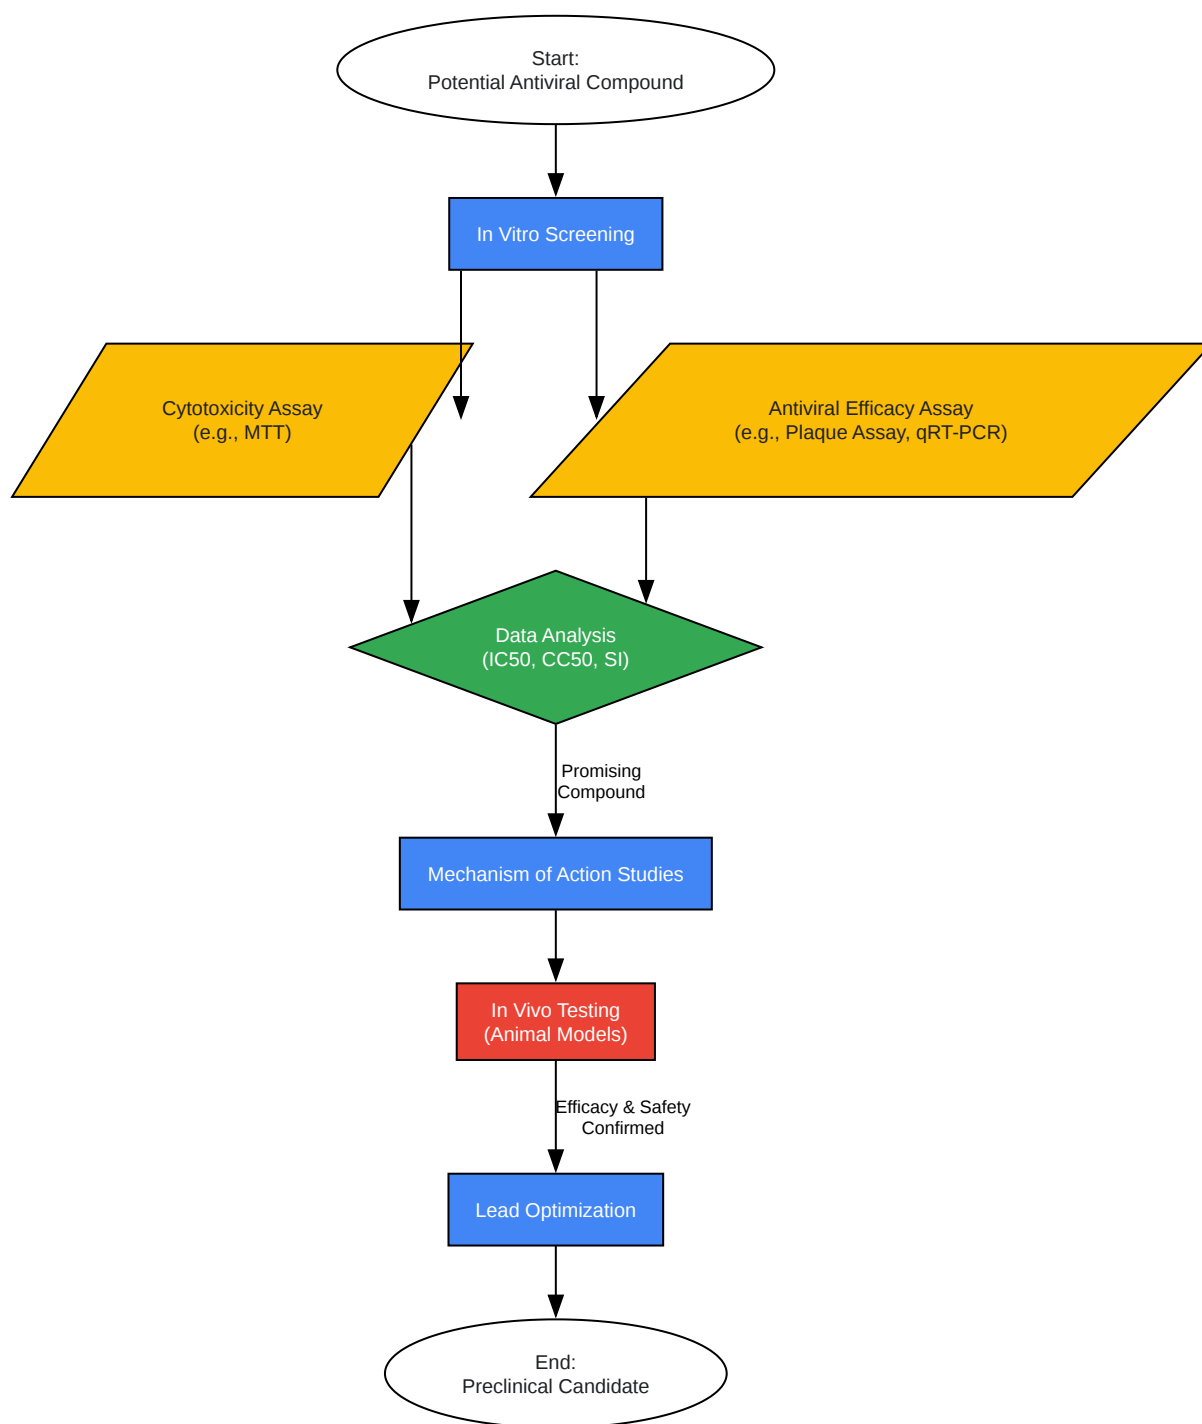 Start:
Potential Antiviral Compound
In Vitro Screening
Cytotoxicity Assay
(e.g., MTT)
Antiviral Efficacy Assay
(e.g., Plaque Assay, qRT-PCR)
Data Analysis
(IC50, CC50, SI)
Promising
Compound
Mechanism of Action Studies
In Vivo Testing
(Animal Models)
Efficacy & Safety
Confirmed
Lead Optimization
End:
Preclinical Candidate